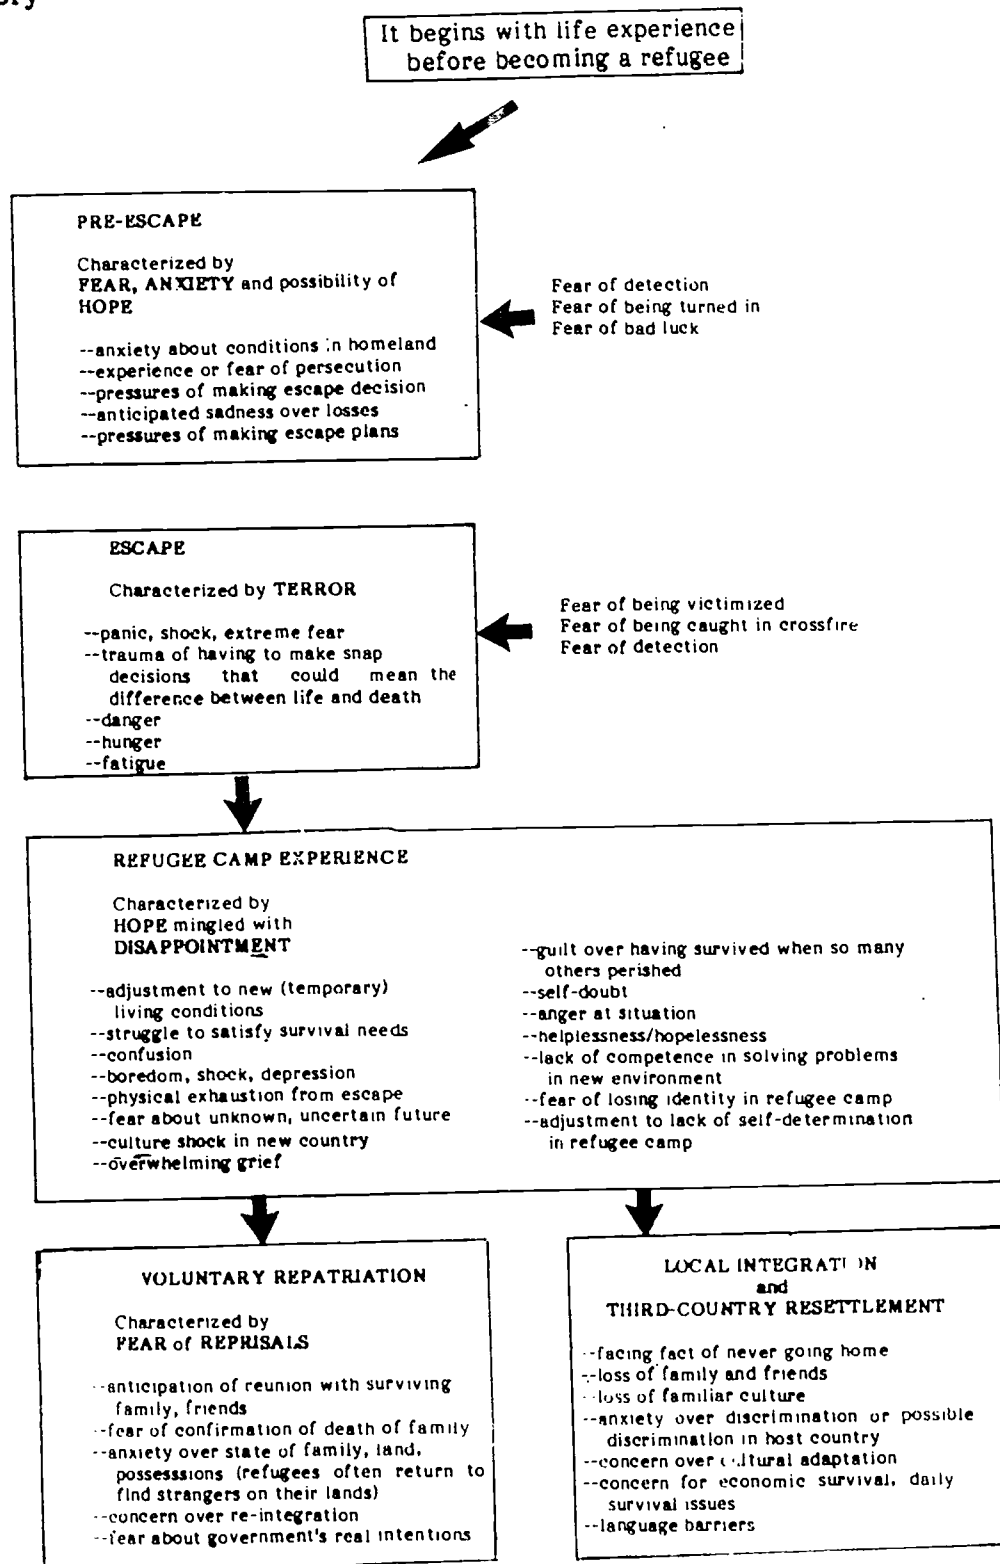 ory
It begins with life experience
before becoming a refugee
PRE-ESCAPE
Characterized by
FEAR, ANXIETY and possibility of
HOPE
--anxiety about conditions in homeland
--experience or fear of persecution
--pressures of making escape decision
--anticipated sadness over losses
--pressures of making escape plans
Fear of detection
Fear of being turned in
Fear of bad luck
ESCAPE
Characterized by TERROR
--panic, shock, extreme fear
--trauma of having to make snap
decisions that could mean the
difference between life and death
--danger
--hunger
--fatigue
Fear of being victimized
Fear of being caught in crossfire
Fear of detection
REFUGEE CAMP EXPERIENCE
Characterized by
HOPE mingled with
DISAPPOINTMENT
--adjustment to new (temporary)
living conditions
--struggle to satisfy survival needs
--confusion
--boredom, shock, depression
--physical exhaustion from escape
--fear about unknown, uncertain future
--culture shock in new country
--overwhelming grief
--guilt over having survived when so many
others perished
--self-doubt
--anger at situation
--helplessness/hopelessness
--lack of competence in solving problems
in new environment
--fear of losing identity in refugee camp
--adjustment to lack of self-determination
in refugee camp
VOLUNTARY REPATRIATION
Characterized by
FEAR of REPRISALS
--anticipation of reunion with surviving
family, friends
--fear of confirmation of death of family
--anxiety over state of family, land,
possesssions (refugees often return to
find strangers on their lands)
--concern over re-integration
--fear about government's real intentions
LOCAL INTEGRATION
and
THIRD-COUNTRY RESETTLEMENT
--facing fact of never going home
--loss of family and friends
--loss of familiar culture
--anxiety over discrimination or possible
discrimination in host country
--concern over cultural adaptation
--concern for economic survival, daily
survival issues
--language barriers